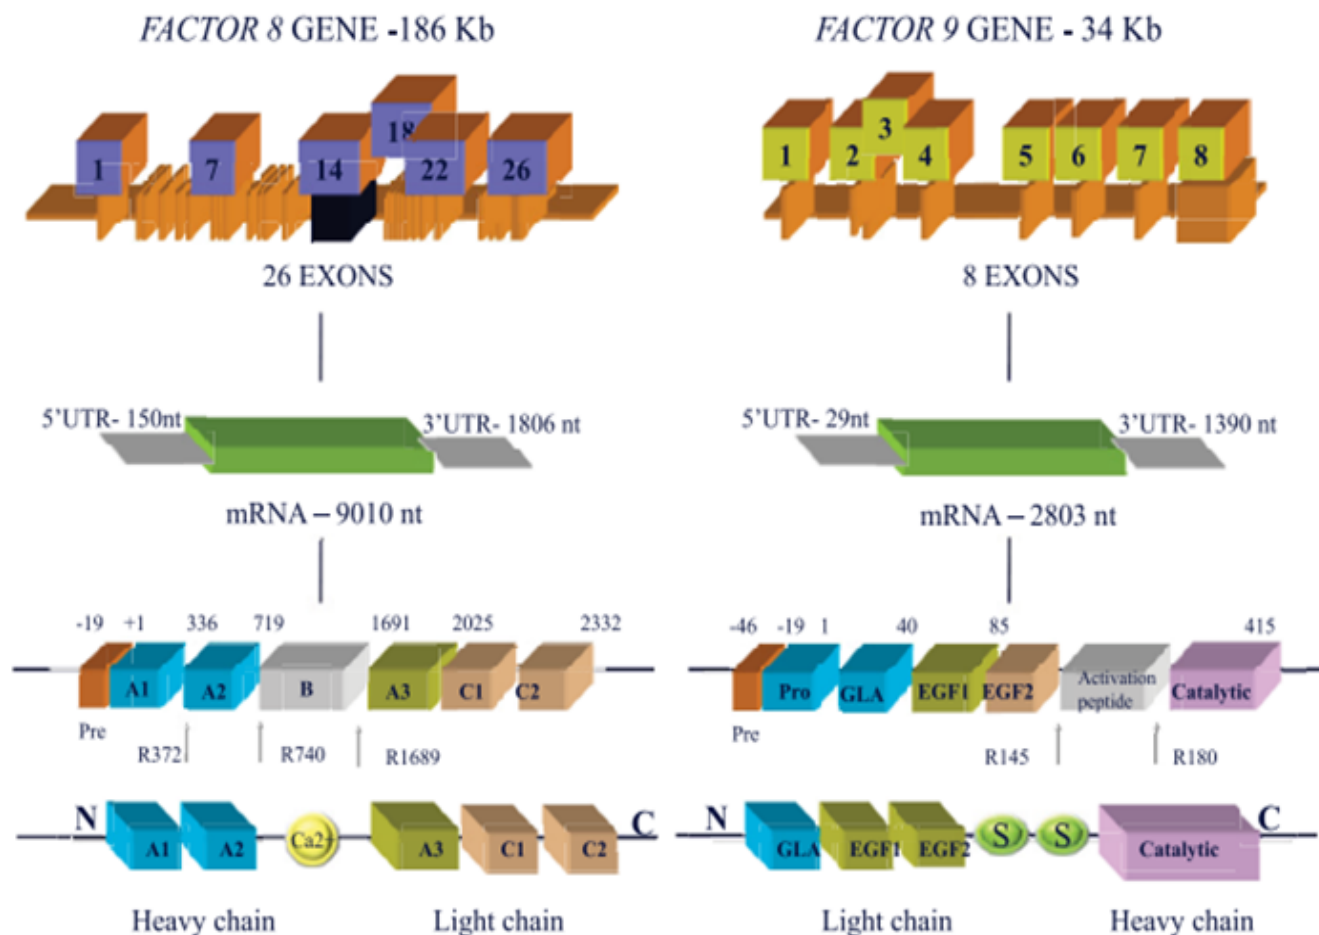 FACTOR 8 GENE -186 Kb
1 7 14 18 22 26
26 EXONS
5’UTR- 150nt
3’UTR- 1806 nt
mRNA – 9010 nt
-19 +1 336 719 1691 2025 2332
A1 A2 B A3 C1 C2
Pre
R372 R740 R1689
N A1 A2 Ca2+ A3 C1 C2 C
Heavy chain Light chain
FACTOR 9 GENE - 34 Kb
1 2 3 4 5 6 7 8
8 EXONS
5’UTR- 29nt
3’UTR- 1390 nt
mRNA – 2803 nt
-46 -19 1 40 85 415
Pro GLA EGF1 EGF2 Activation
peptide
Catalytic
Pre
R145 R180
N GLA EGF1 EGF2 S S Catalytic C
Light chain Heavy chain